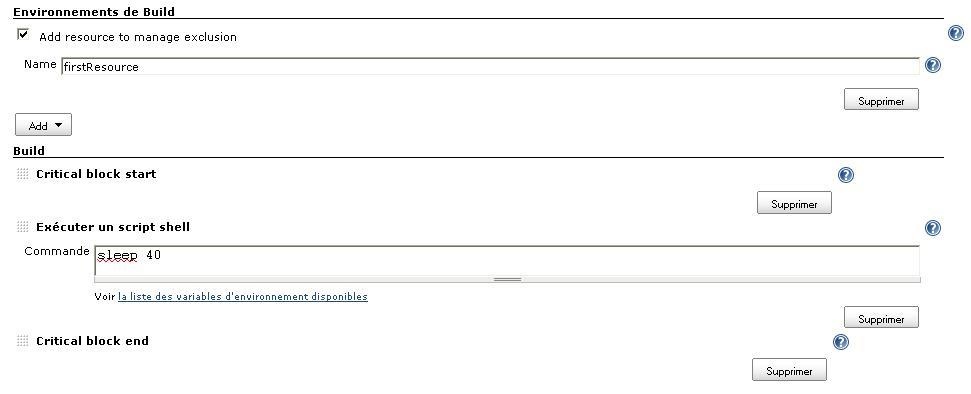 Environnements de Build
Add resource to manage exclusion
?
Name firstResource
?
Supprimer
Add
Build
Critical block start
?
Supprimer
Exécuter un script shell
?
Commande sleep 40
Voir la liste des variables d'environnement disponibles
Supprimer
Critical block end
?
Supprimer